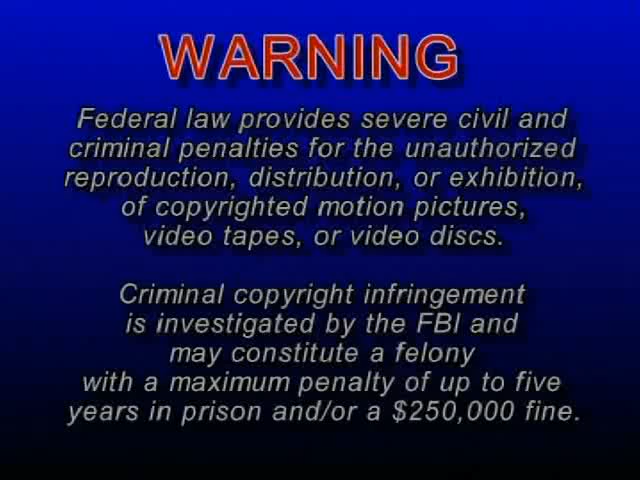 WARNING
Federal law provides severe civil and
criminal penalties for the unauthorized
reproduction, distribution, or exhibition,
of copyrighted motion pictures,
video tapes, or video discs.
Criminal copyright infringement
is investigated by the FBI and
may constitute a felony
with a maximum penalty of up to five
years in prison and/or a $250,000 fine.